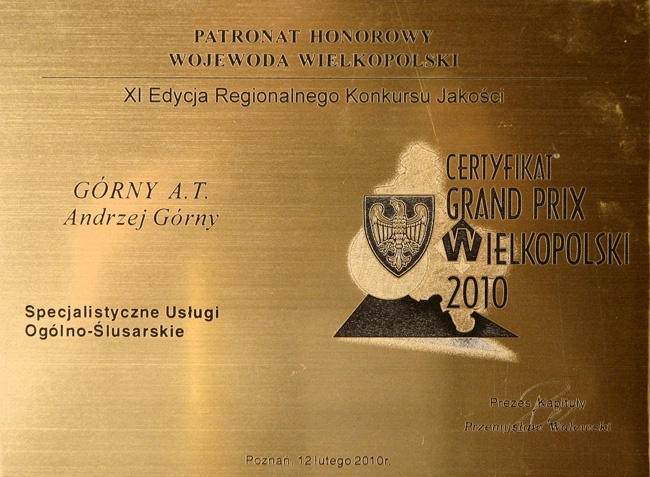 PATRONAT HONOROWY
WOJEWODA WIELKOPOLSKI
XI Edycja Regionalnego Konkursu Jakości
GÓRNY A.T.
Andrzej Górny
CERTYFIKAT
GRAND PRIX
WIELKOPOLSKI
2010
Specjalistyczne Usługi
Ogólno-Ślusarskie
Prezes Kapituły
Przemysław Walewski
Poznań, 12 lutego 2010r.